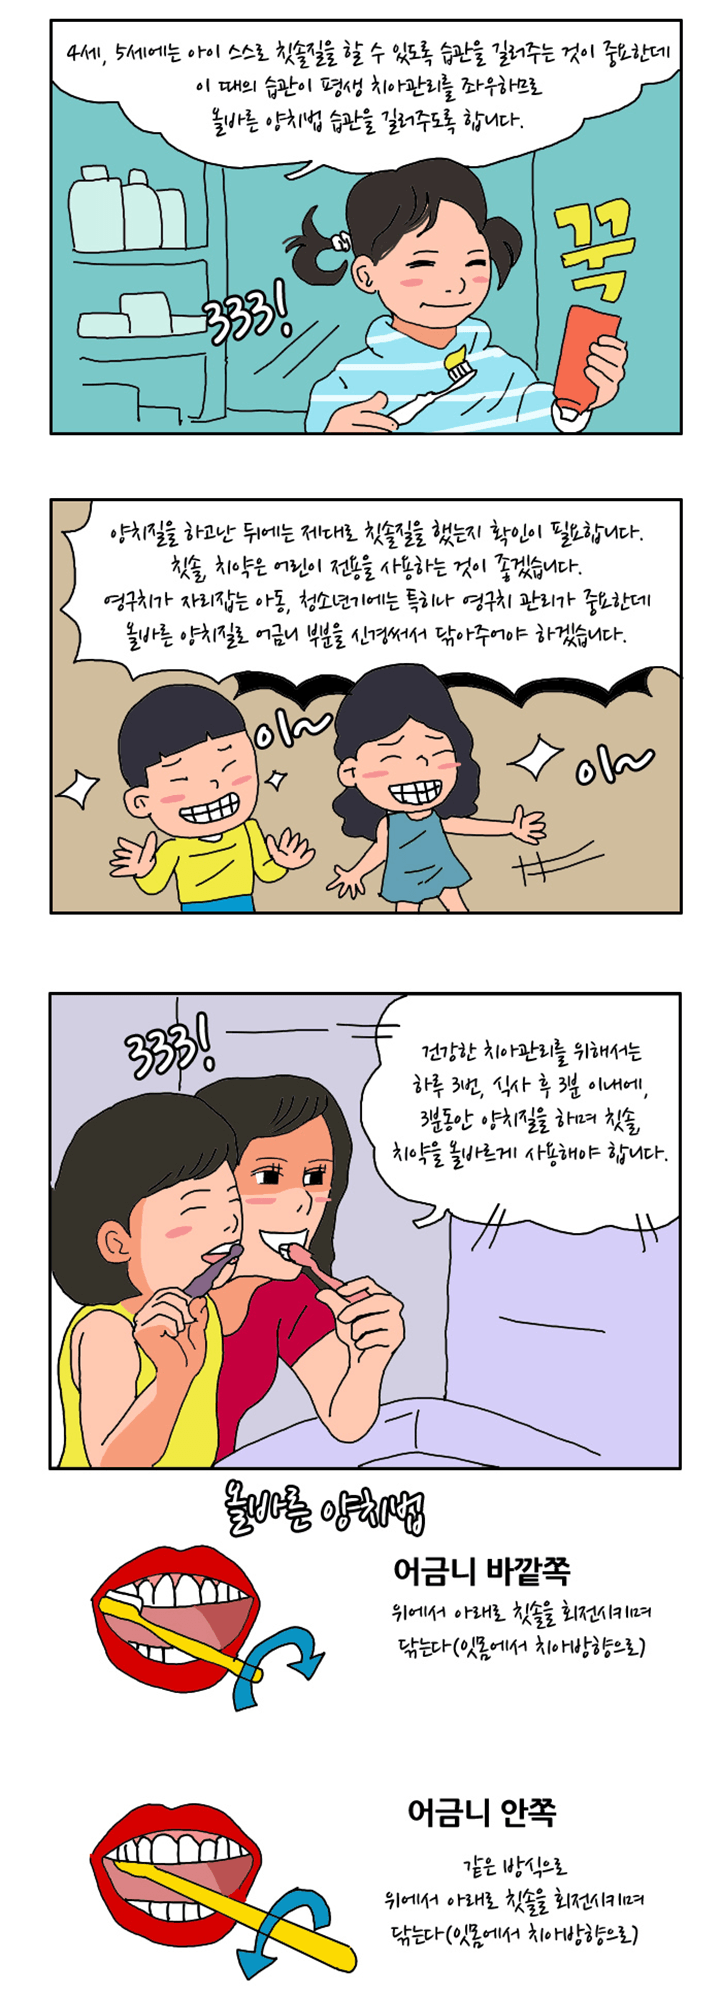 4세, 5세에는 아이 스스로 칫솔질을 할 수 있도록 습관을 길러주는 것이 중요한데
이 때의 습관이 평생 치아관리를 좌우하므로
올바른 양치법 습관을 길러주도록 합니다.
꾹
333!
양치질을 하고난 뒤에는 제대로 칫솔질을 했는지 확인이 필요합니다.
칫솔, 치약은 어린이 전용을 사용하는 것이 좋겠습니다.
영구치가 자리잡는 아동, 청소년기에는 특히나 영구치 관리가 중요한데
올바른 양치질로 어금니 부분을 신경써서 닦아주어야 하겠습니다.
이~
이~
333!
건강한 치아관리를 위해서는
하루 3번, 식사 후 3분 이내에,
3분동안 양치질을 하며 칫솔,
치약을 올바르게 사용해야 합니다.
올바른 양치법
어금니 바깥쪽
위에서 아래로 칫솔을 회전시키며
닦는다(잇몸에서 치아방향으로)
어금니 안쪽
같은 방식으로
위에서 아래로 칫솔을 회전시키며
닦는다(잇몸에서 치아방향으로)